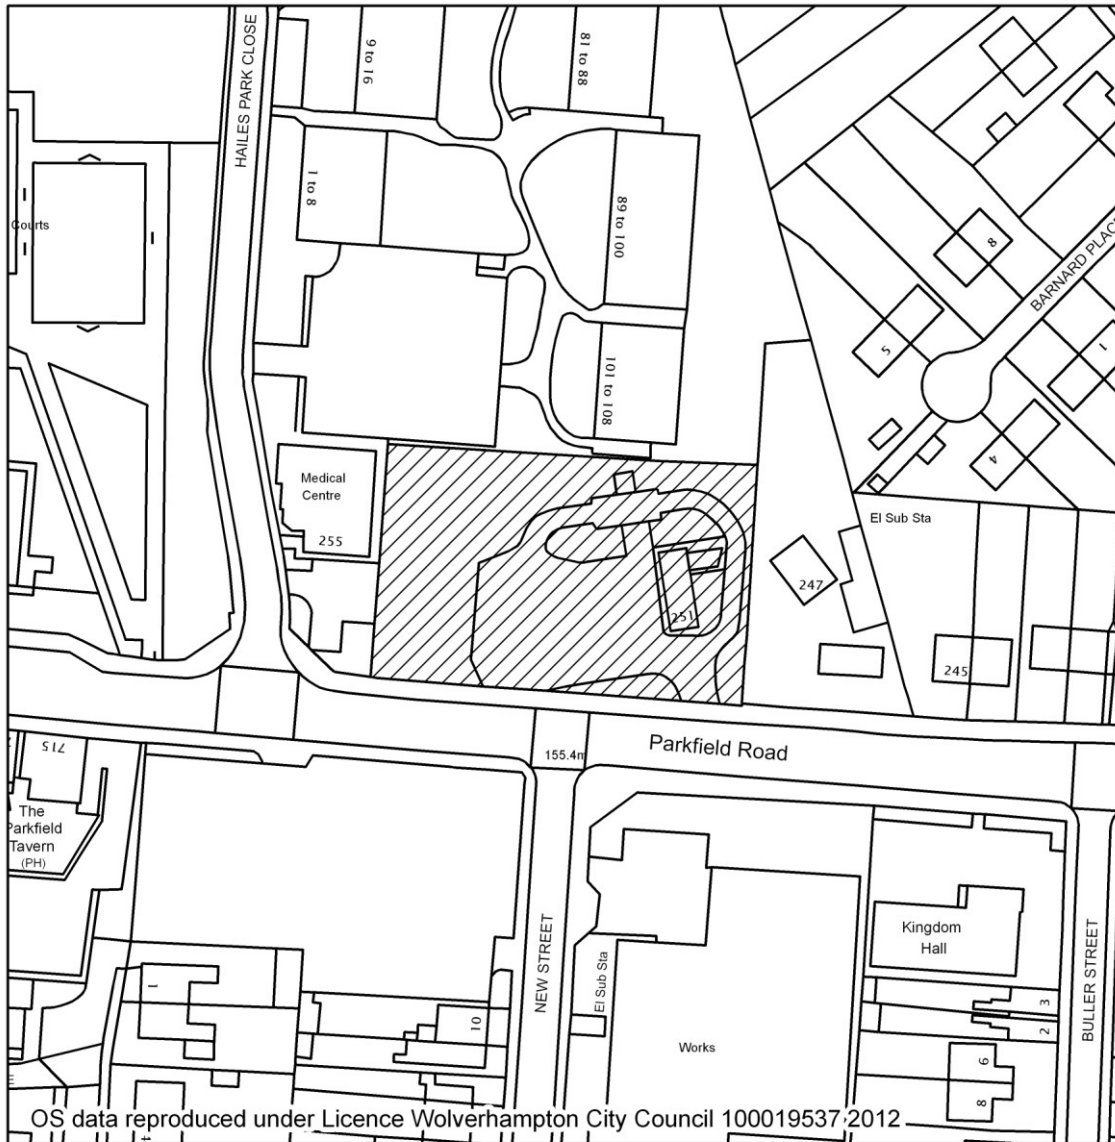 HAILES PARK CLOSE
9 to 16
81 to 88
1 to 8
89 to 100
8
BARNARD PLACE
Courts
5
1
101 to 108
4
Medical
Centre
255
El Sub Sta
247
251
245
Parkfield Road
155.4m
715
The
Parkfield
Tavern
(PH)
NEW STREET
Kingdom
Hall
BULLER STREET
1
El Sub Sta
10
3
2
Works
6
8
OS data reproduced under Licence Wolverhampton City Council 100019537 2012